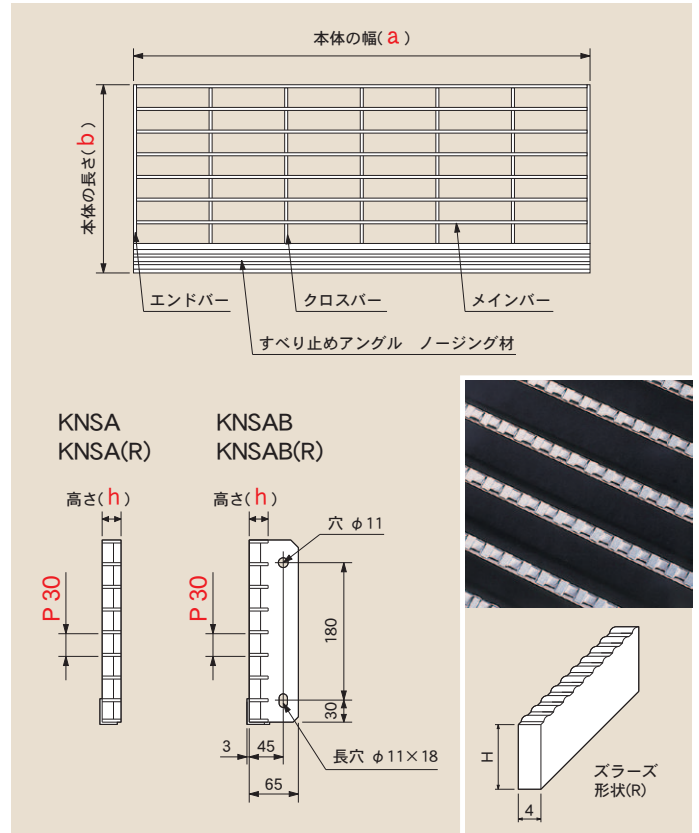 本体の幅(a)
本体の長さ(b)
エンドバー
クロスバー
メインバー
すべり止めアングル ノージング材
KNSA
KNSA(R)
高さ(h)
P 30
KNSAB
KNSAB(R)
高さ(h)
穴 φ11
P 30
180
30
3
45
長穴 φ11×18
65
H
4
ズラーズ
形状(R)